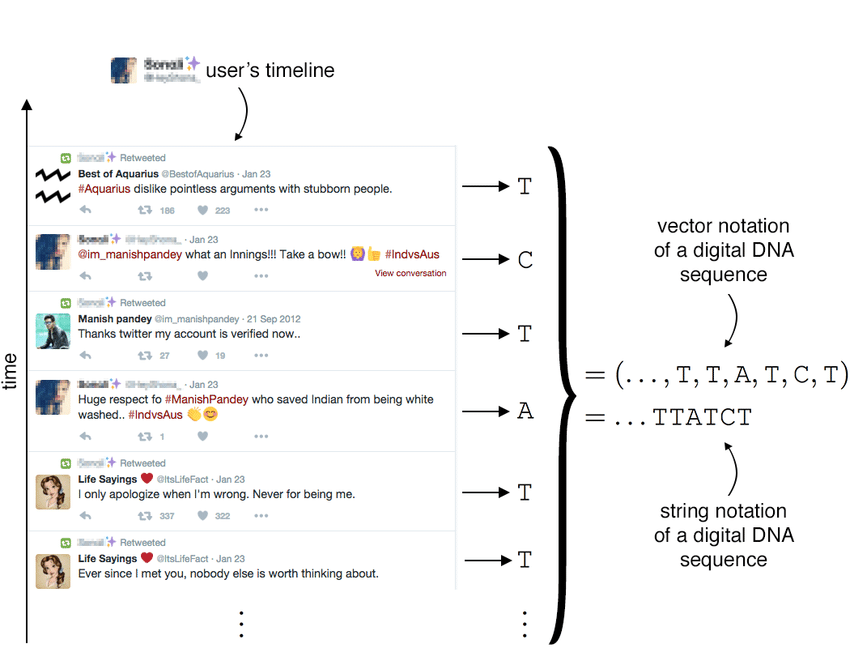 user's timeline
time
Retweeted
Best of Aquarius @BestofAquarius · Jan 23
#Aquarius dislike pointless arguments with stubborn people.
186 223
T
· Jan 23
@im_manishpandey what an Innings!!! Take a bow!! 🙆👍 #IndvsAus
View conversation
C
Retweeted
Manish pandey @im_manishpandey · 21 Sep 2012
Thanks twitter my account is verified now..
27 19
T
· Jan 23
Huge respect fo #ManishPandey who saved Indian from being white
washed.. #IndvsAus 👏😊
1
A
Retweeted
Life Sayings ❤ @ItsLifeFact · Jan 23
I only apologize when I'm wrong. Never for being me.
337 322
T
Retweeted
Life Sayings ❤ @ItsLifeFact · Jan 23
Ever since I met you, nobody else is worth thinking about.
T
vector notation
of a digital DNA
sequence
= (..., T, T, A, T, C, T)
= ... TTATCT
string notation
of a digital DNA
sequence